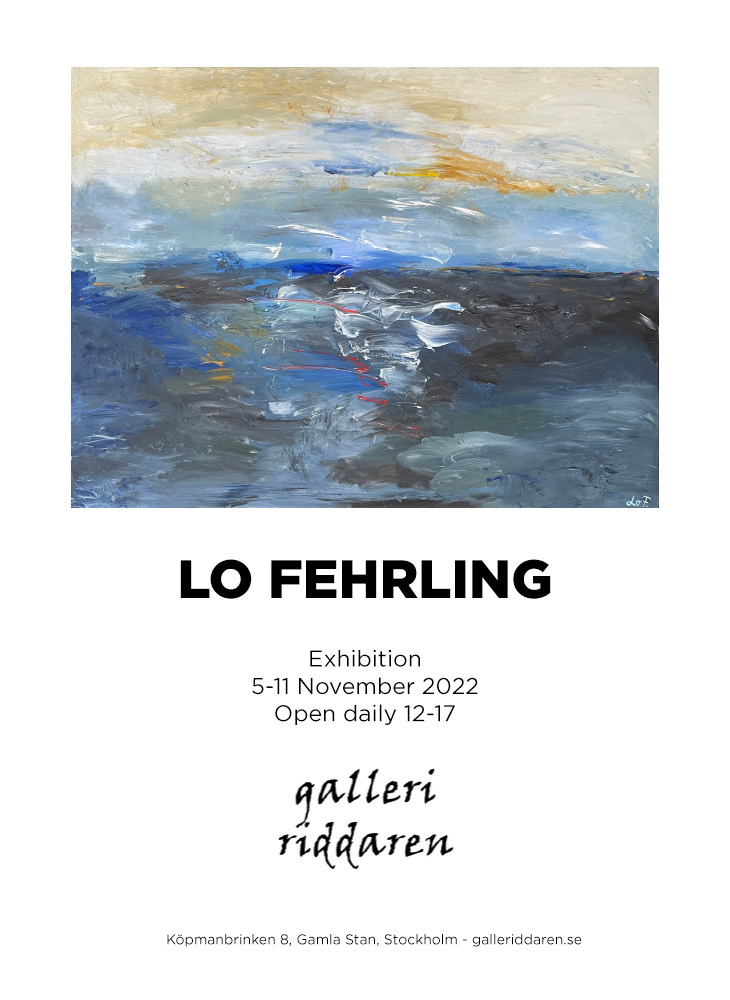 Lo F.
LO FEHRLING
Exhibition
5-11 November 2022
Open daily 12-17
galleri
riddaren
Köpmanbrinken 8, Gamla Stan, Stockholm - galleriddaren.se